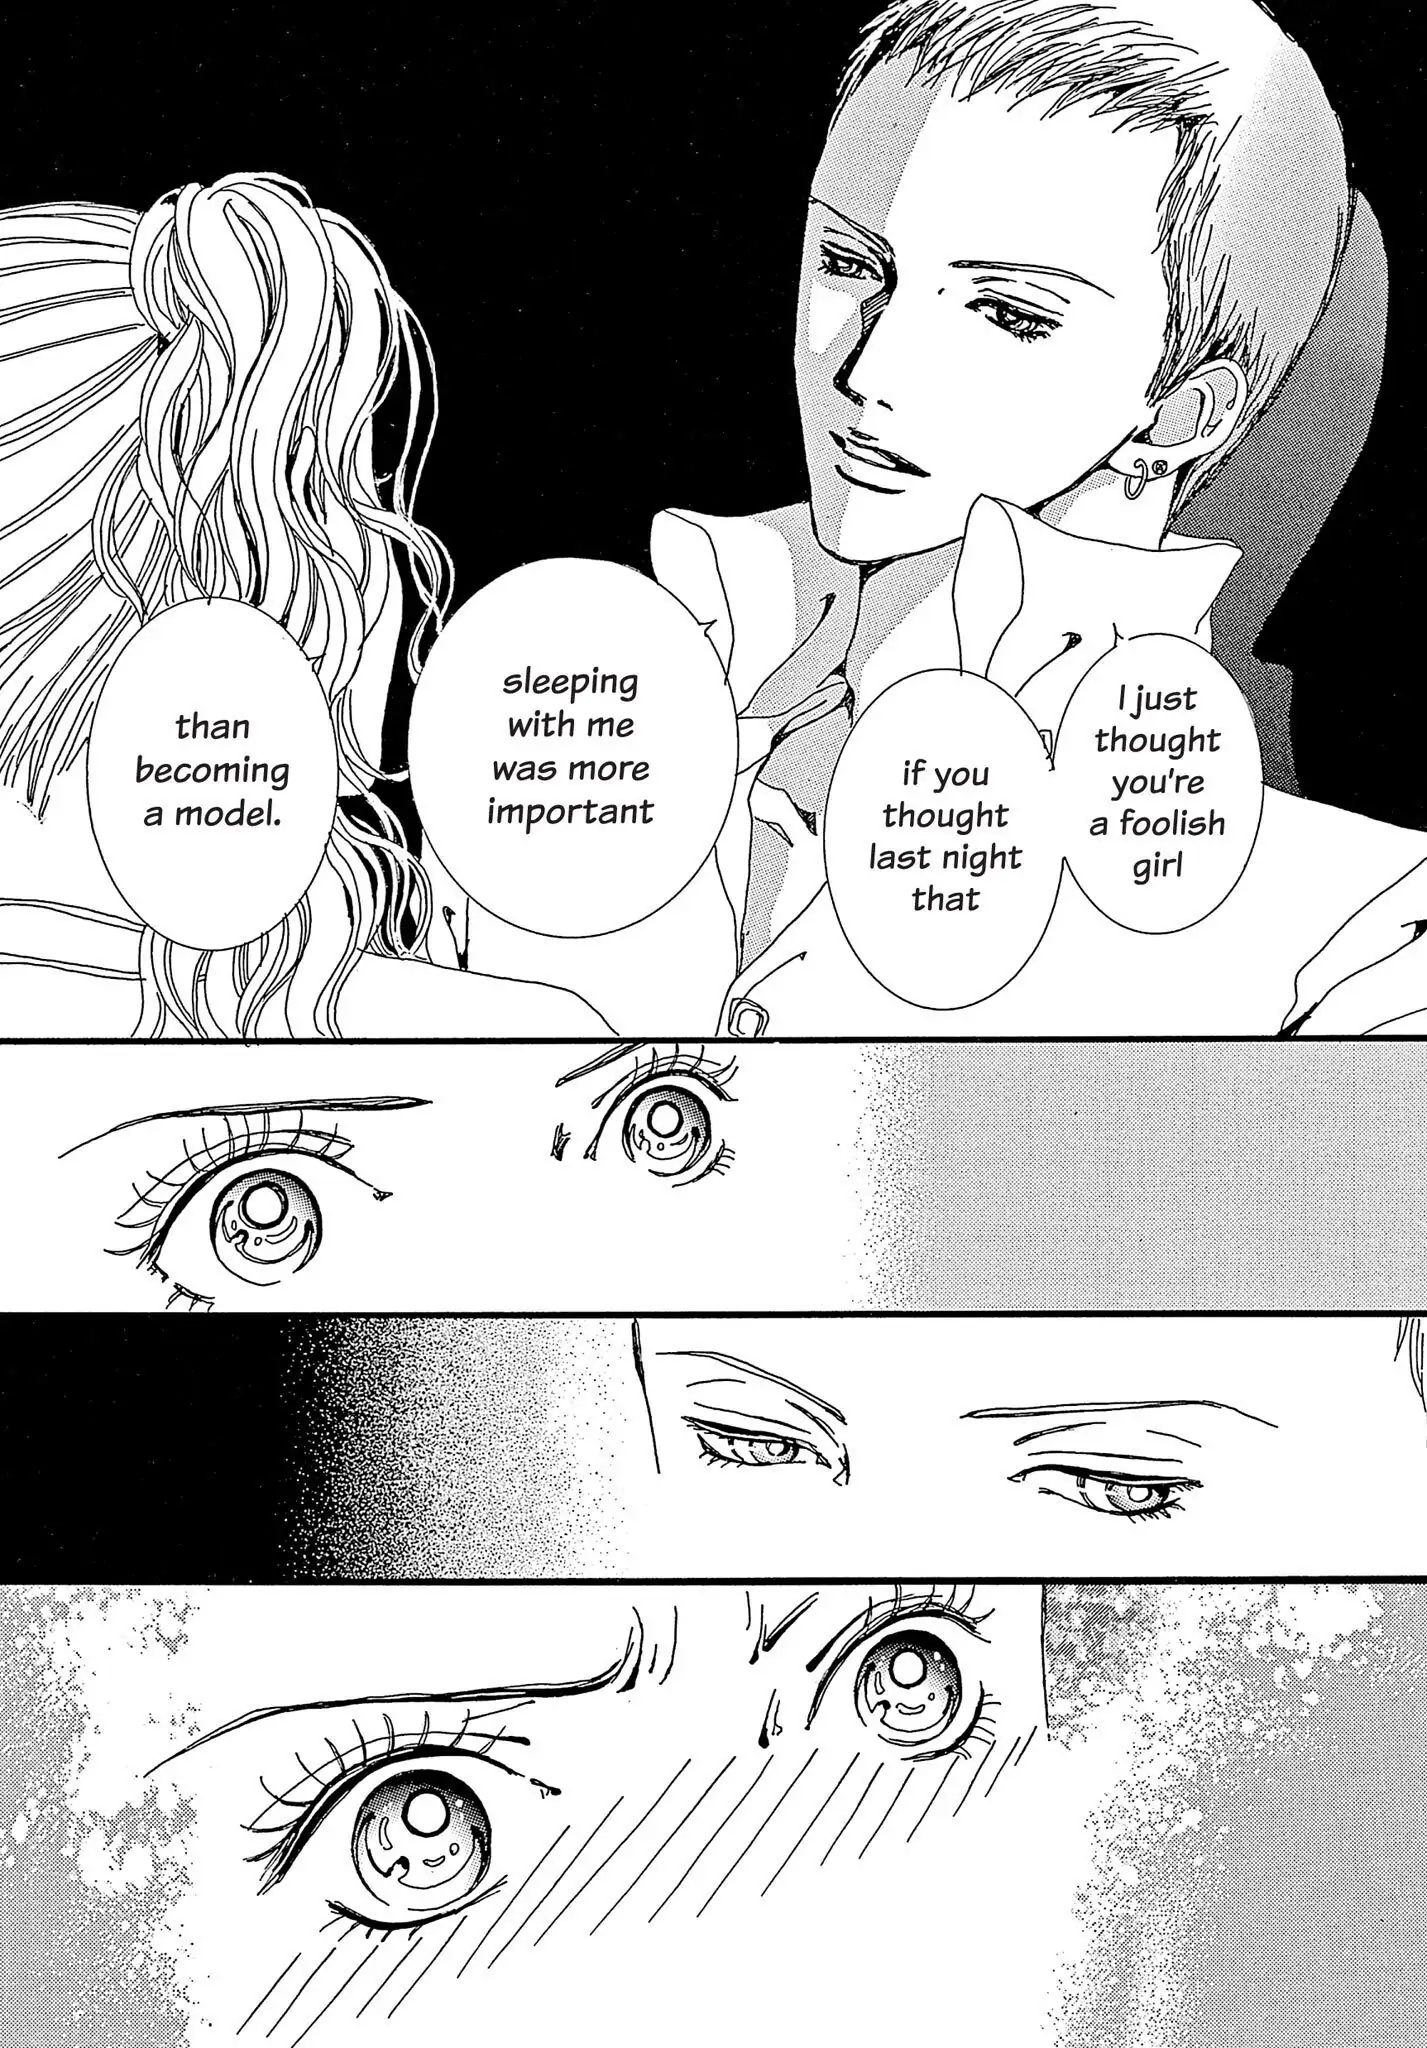 I just
thought
you're
a foolish
girl
if you
thought
last night
that
sleeping
with me
was more
important
than
becoming
a model.